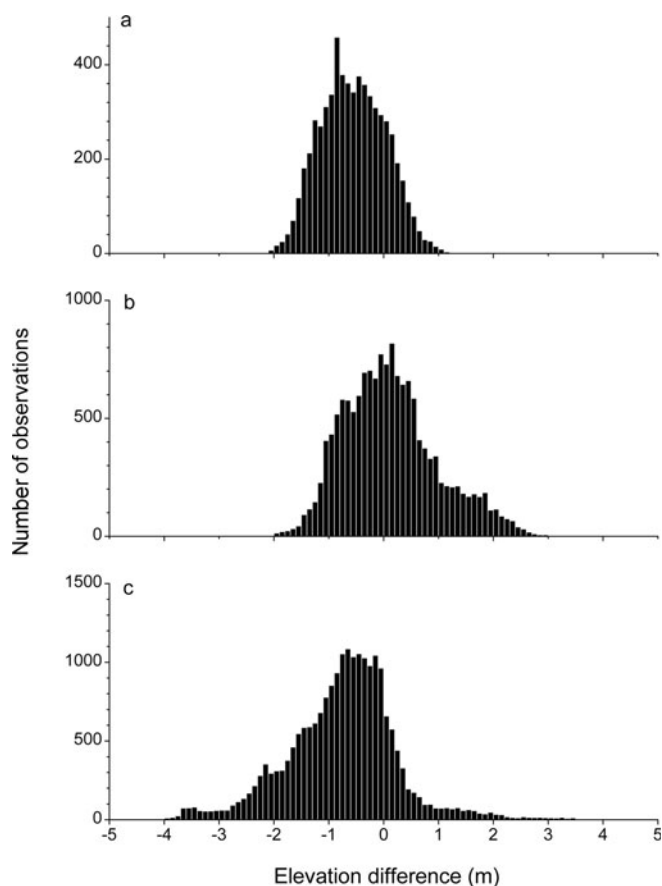 a
400
200
0
b
1000
500
0
c
1500
1000
500
0
-5 -4 -3 -2 -1 0 1 2 3 4 5
Number of observations
Elevation difference (m)